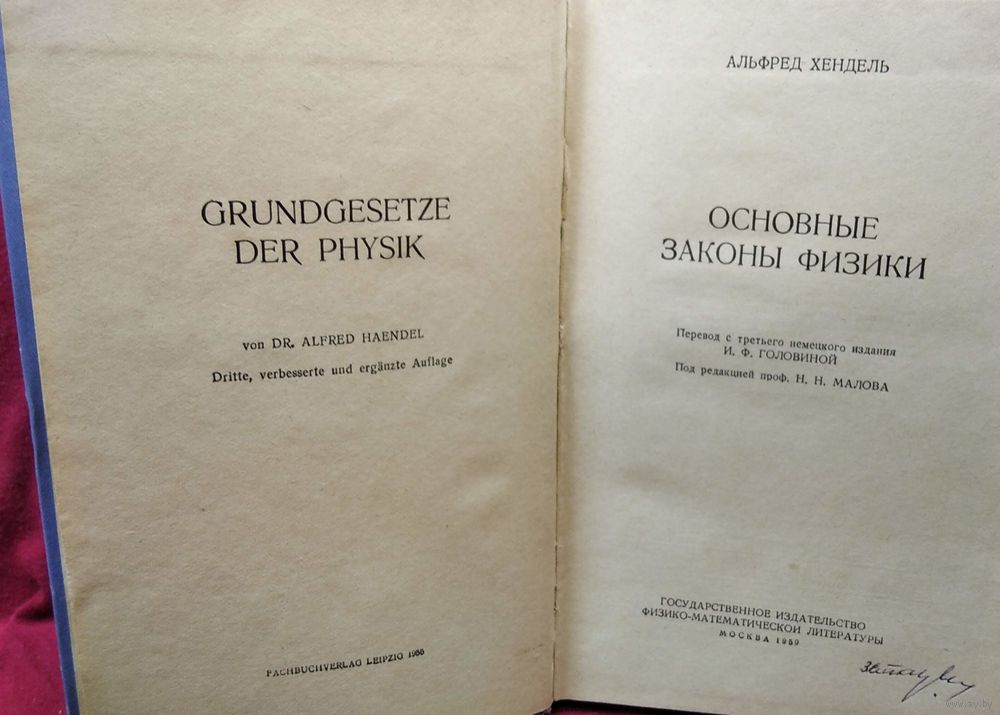 GRUNDGESETZE
DER PHYSIK
von DR. ALFRED HAENDEL
Dritte, verbesserte und ergänzte Auflage
FACHBUCHVERLAG LEIPZIG
АЛЬФРЕД ХЕНДЕЛЬ
ОСНОВНЫЕ
ЗАКОНЫ ФИЗИКИ
Перевод с третьего немецкого издания
И. Ф. ГОЛОВИНОЙ
Под редакцией проф. Н. Н. МАЛОВА
ГОСУДАРСТВЕННОЕ ИЗДАТЕЛЬСТВО
ФИЗИКО-МАТЕМАТИЧЕСКОЙ ЛИТЕРАТУРЫ
МОСКВА 1959